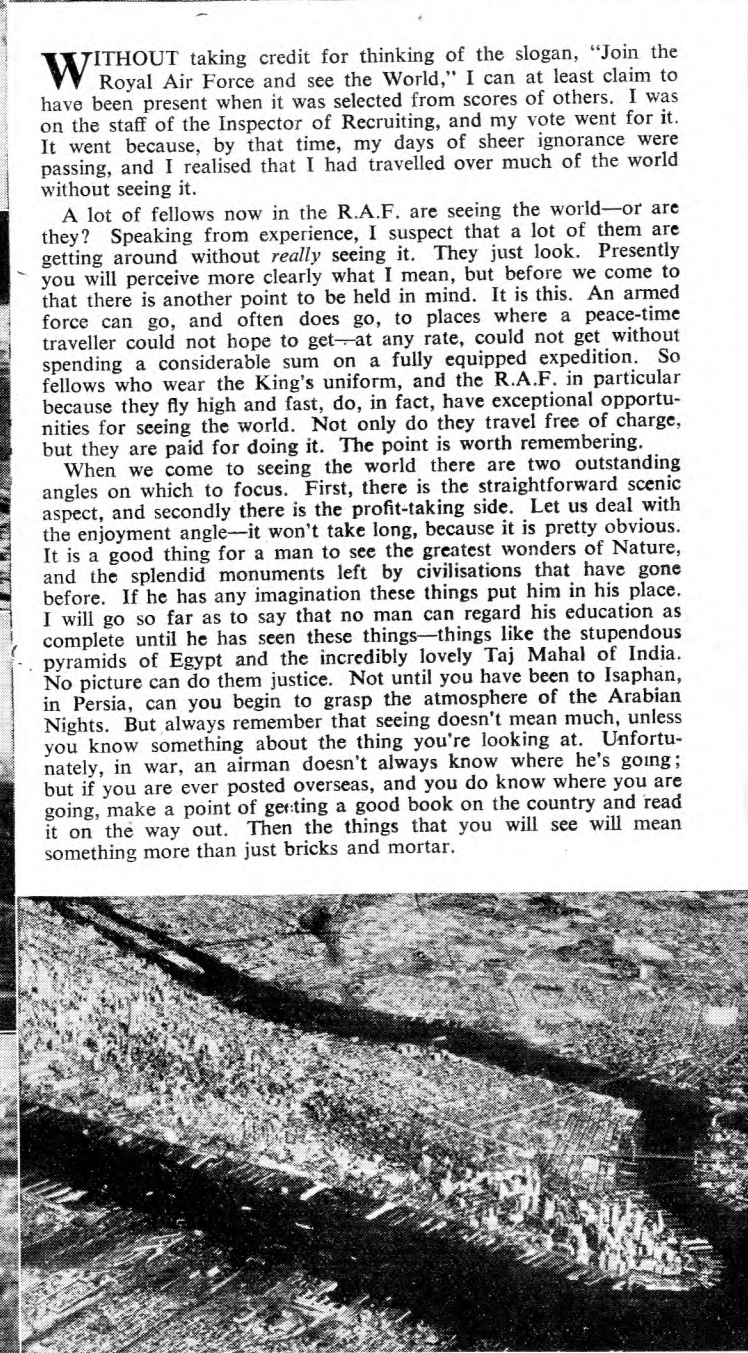 WITHOUT taking credit for thinking of the slogan, “Join the
Royal Air Force and see the World,” I can at least claim to
have been present when it was selected from scores of others. I was
on the staff of the Inspector of Recruiting, and my vote went for it.
It went because, by that time, my days of sheer ignorance were
passing, and I realised that I had travelled over much of the world
without seeing it.
A lot of fellows now in the R.A.F. are seeing the world—or are
they? Speaking from experience, I suspect that a lot of them are
getting around without really seeing it. They just look. Presently
you will perceive more clearly what I mean, but before we come to
that there is another point to be held in mind. It is this. An armed
force can go, and often does go, to places where a peace-time
traveller could not hope to get—at any rate, could not get without
spending a considerable sum on a fully equipped expedition. So
fellows who wear the King's uniform, and the R.A.F. in particular
because they fly high and fast, do, in fact, have exceptional opportu-
nities for seeing the world. Not only do they travel free of charge,
but they are paid for doing it. The point is worth remembering.
When we come to seeing the world there are two outstanding
angles on which to focus. First, there is the straightforward scenic
aspect, and secondly there is the profit-taking side. Let us deal with
the enjoyment angle—it won't take long, because it is pretty obvious.
It is a good thing for a man to see the greatest wonders of Nature,
and the splendid monuments left by civilisations that have gone
before. If he has any imagination these things put him in his place.
I will go so far as to say that no man can regard his education as
complete until he has seen these things—things like the stupendous
pyramids of Egypt and the incredibly lovely Taj Mahal of India.
No picture can do them justice. Not until you have been to Isaphan,
in Persia, can you begin to grasp the atmosphere of the Arabian
Nights. But always remember that seeing doesn't mean much, unless
you know something about the thing you're looking at. Unfortu-
nately, in war, an airman doesn't always know where he's going;
but if you are ever posted overseas, and you do know where you are
going, make a point of getting a good book on the country and read
it on the way out. Then the things that you will see will mean
something more than just bricks and mortar.